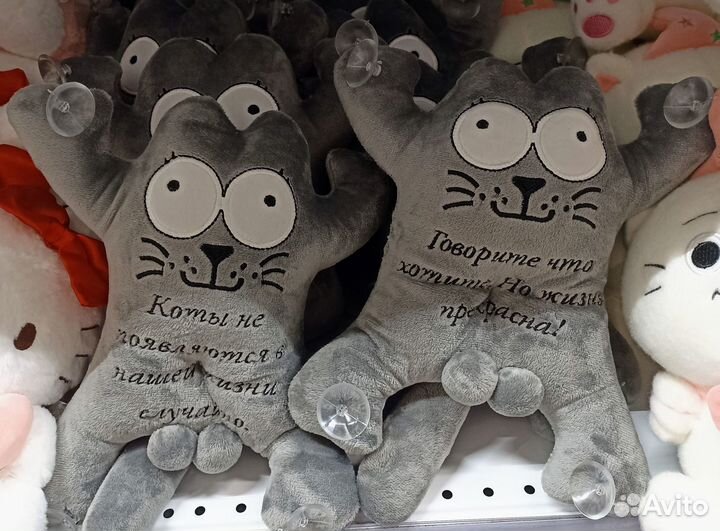 Коты не
появляются в
нашей жизни
случайно.
Говорите что
хотите, Но жизнь
прекрасна!
Avito